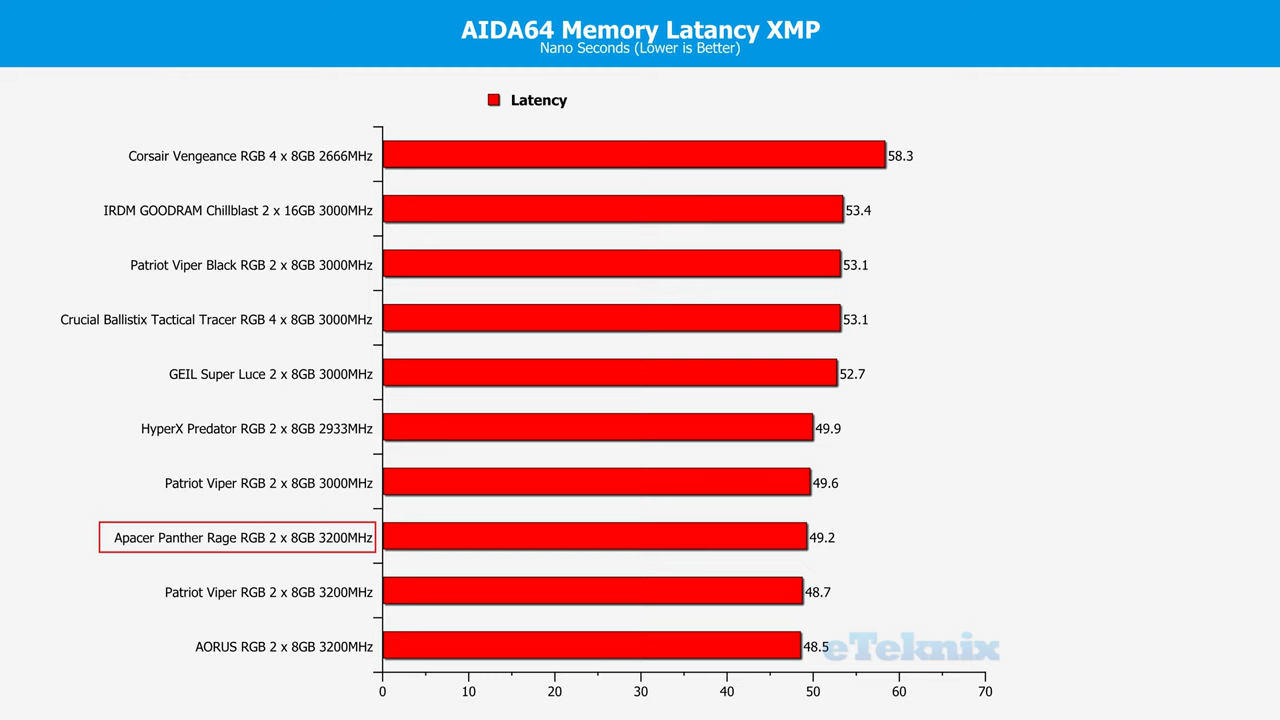 AIDA64 Memory Latancy XMP
Nano Seconds (Lower is Better)
Latency
Corsair Vengeance RGB 4 x 8GB 2666MHz 58.3
IRDM GOODRAM Chillblast 2 x 16GB 3000MHz 53.4
Patriot Viper Black RGB 2 x 8GB 3000MHz 53.1
Crucial Ballistix Tactical Tracer RGB 4 x 8GB 3000MHz 53.1
GEIL Super Luce 2 x 8GB 3000MHz 52.7
HyperX Predator RGB 2 x 8GB 2933MHz 49.9
Patriot Viper RGB 2 x 8GB 3000MHz 49.6
Apacer Panther Rage RGB 2 x 8GB 3200MHz 49.2
Patriot Viper RGB 2 x 8GB 3200MHz 48.7
AORUS RGB 2 x 8GB 3200MHz 48.5
eTeknix
0 10 20 30 40 50 60 70